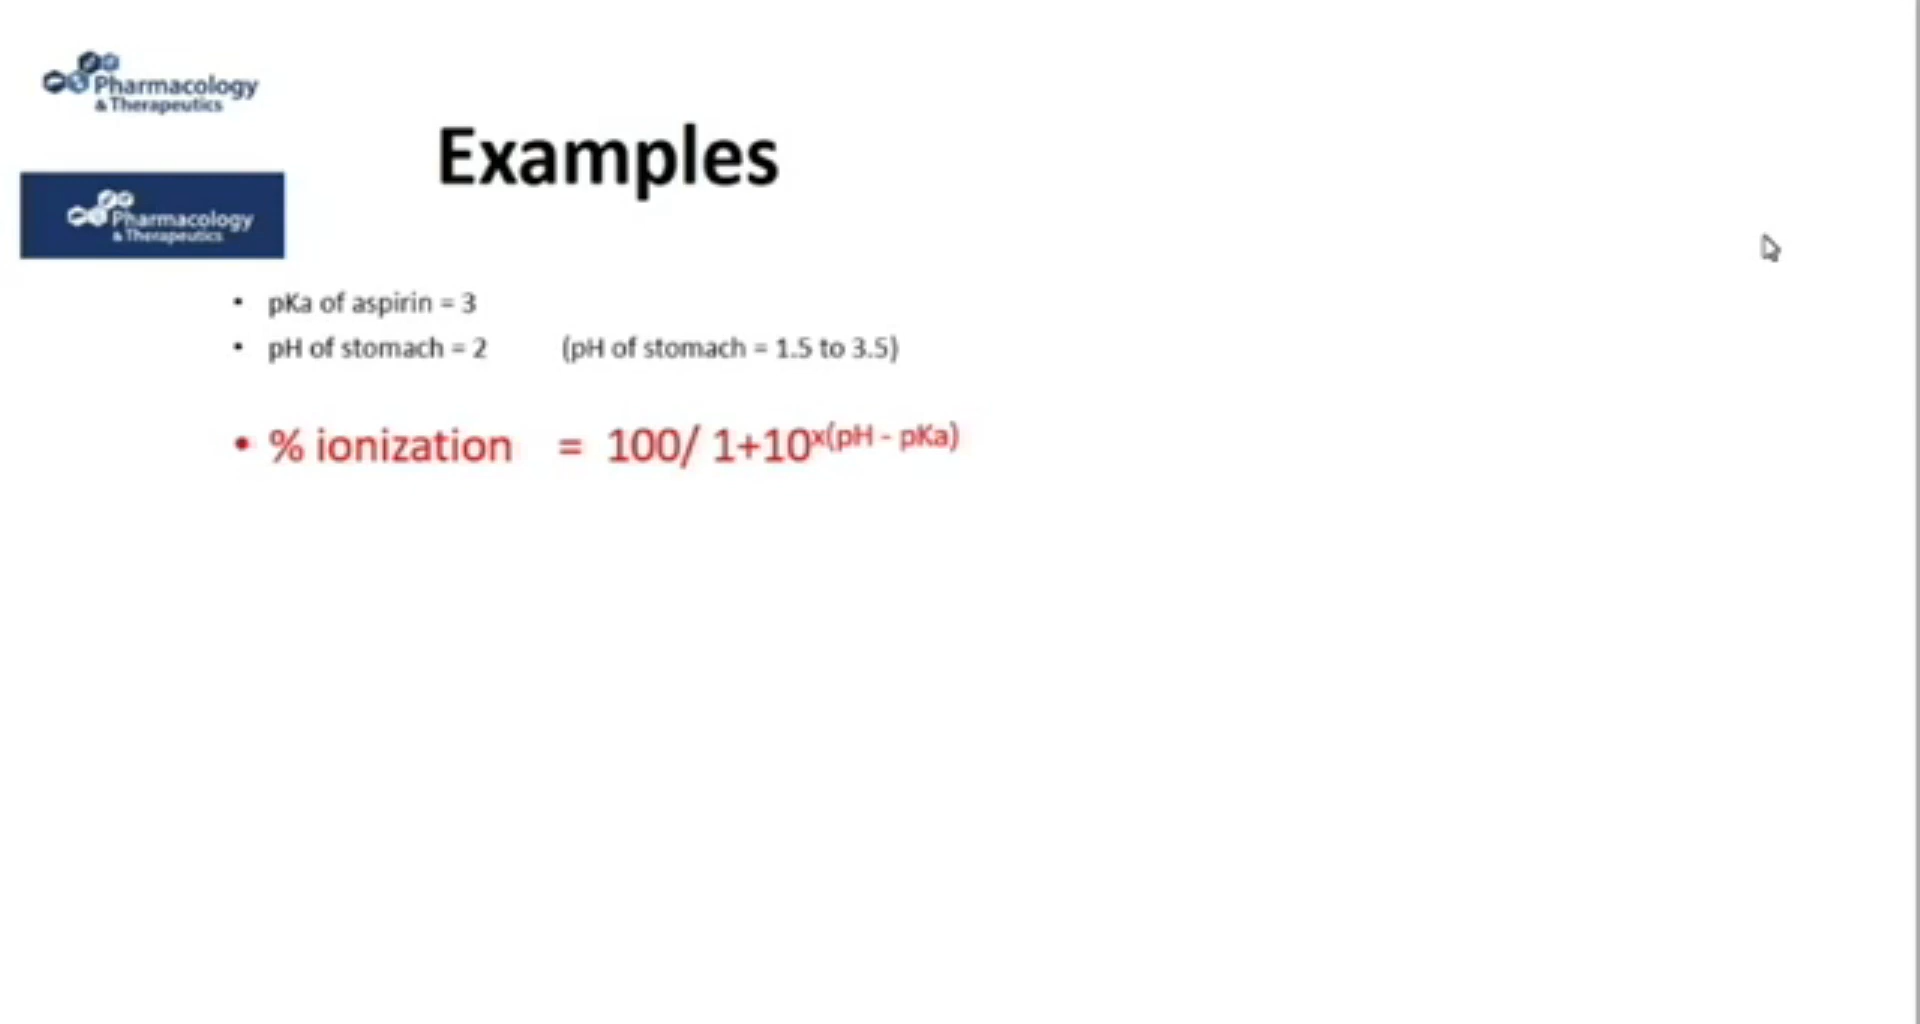 Pharmacology
& Therapeutics
Examples
Pharmacology
& Therapeutics
• pKa of aspirin = 3
• pH of stomach = 2 (pH of stomach = 1.5 to 3.5)
• % ionization = 100/ 1+10^x(pH - pKa)